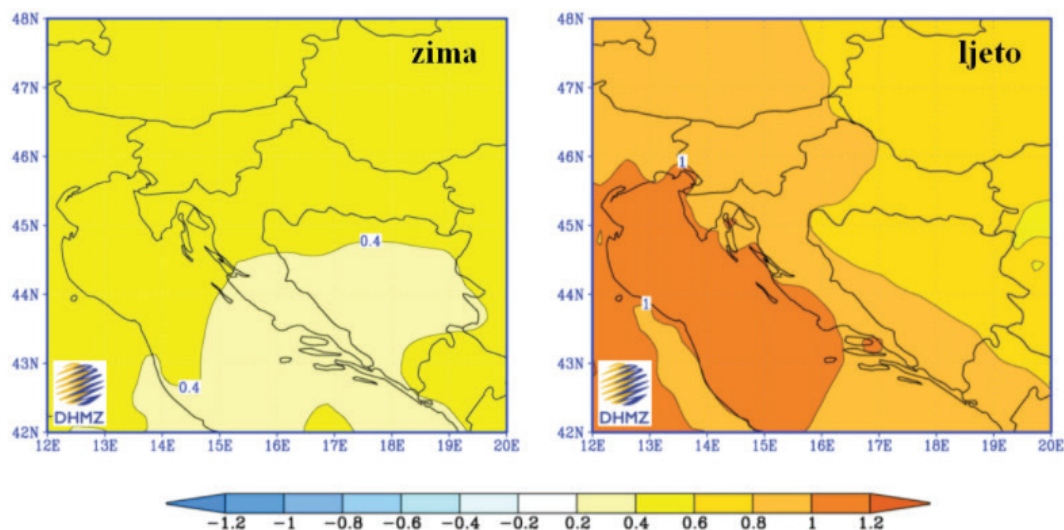 zima
ljeto
48N
47N
46N
45N
44N
43N
42N
0.4
0.4
DHMZ
12E 13E 14E 15E 16E 17E 18E 19E 20E
48N
47N
46N
45N
44N
43N
42N
1
1
DHMZ
12E 13E 14E 15E 16E 17E 18E 19E 20E
-1.2 -1 -0.8 -0.6 -0.4 -0.2 0.2 0.4 0.6 0.8 1 1.2